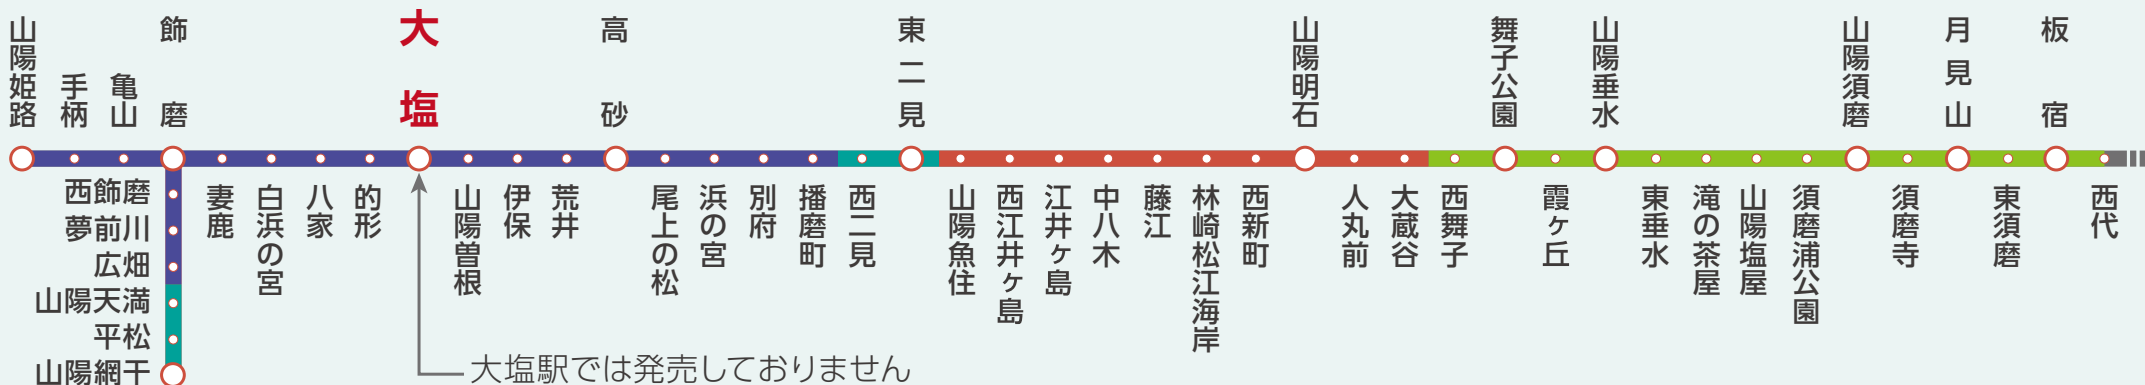 山陽姫路
手柄
亀山
飾磨
大塩
高砂
東二見
山陽明石
舞子公園
山陽垂水
山陽須磨
月見山
板宿
西飾磨
夢前川
広畑
山陽天満
平松
山陽網干
妻鹿
白浜の宮
八家
的形
山陽曽根
伊保
荒井
尾上の松
浜の宮
別府
播磨町
西二見
山陽魚住
西江井ヶ島
江井ヶ島
中八木
藤江
林崎松江海岸
西新町
人丸前
大蔵谷
西舞子
霞ヶ丘
東垂水
滝の茶屋
山陽塩屋
須磨浦公園
須磨寺
東須磨
西代
大塩駅では発売しておりません